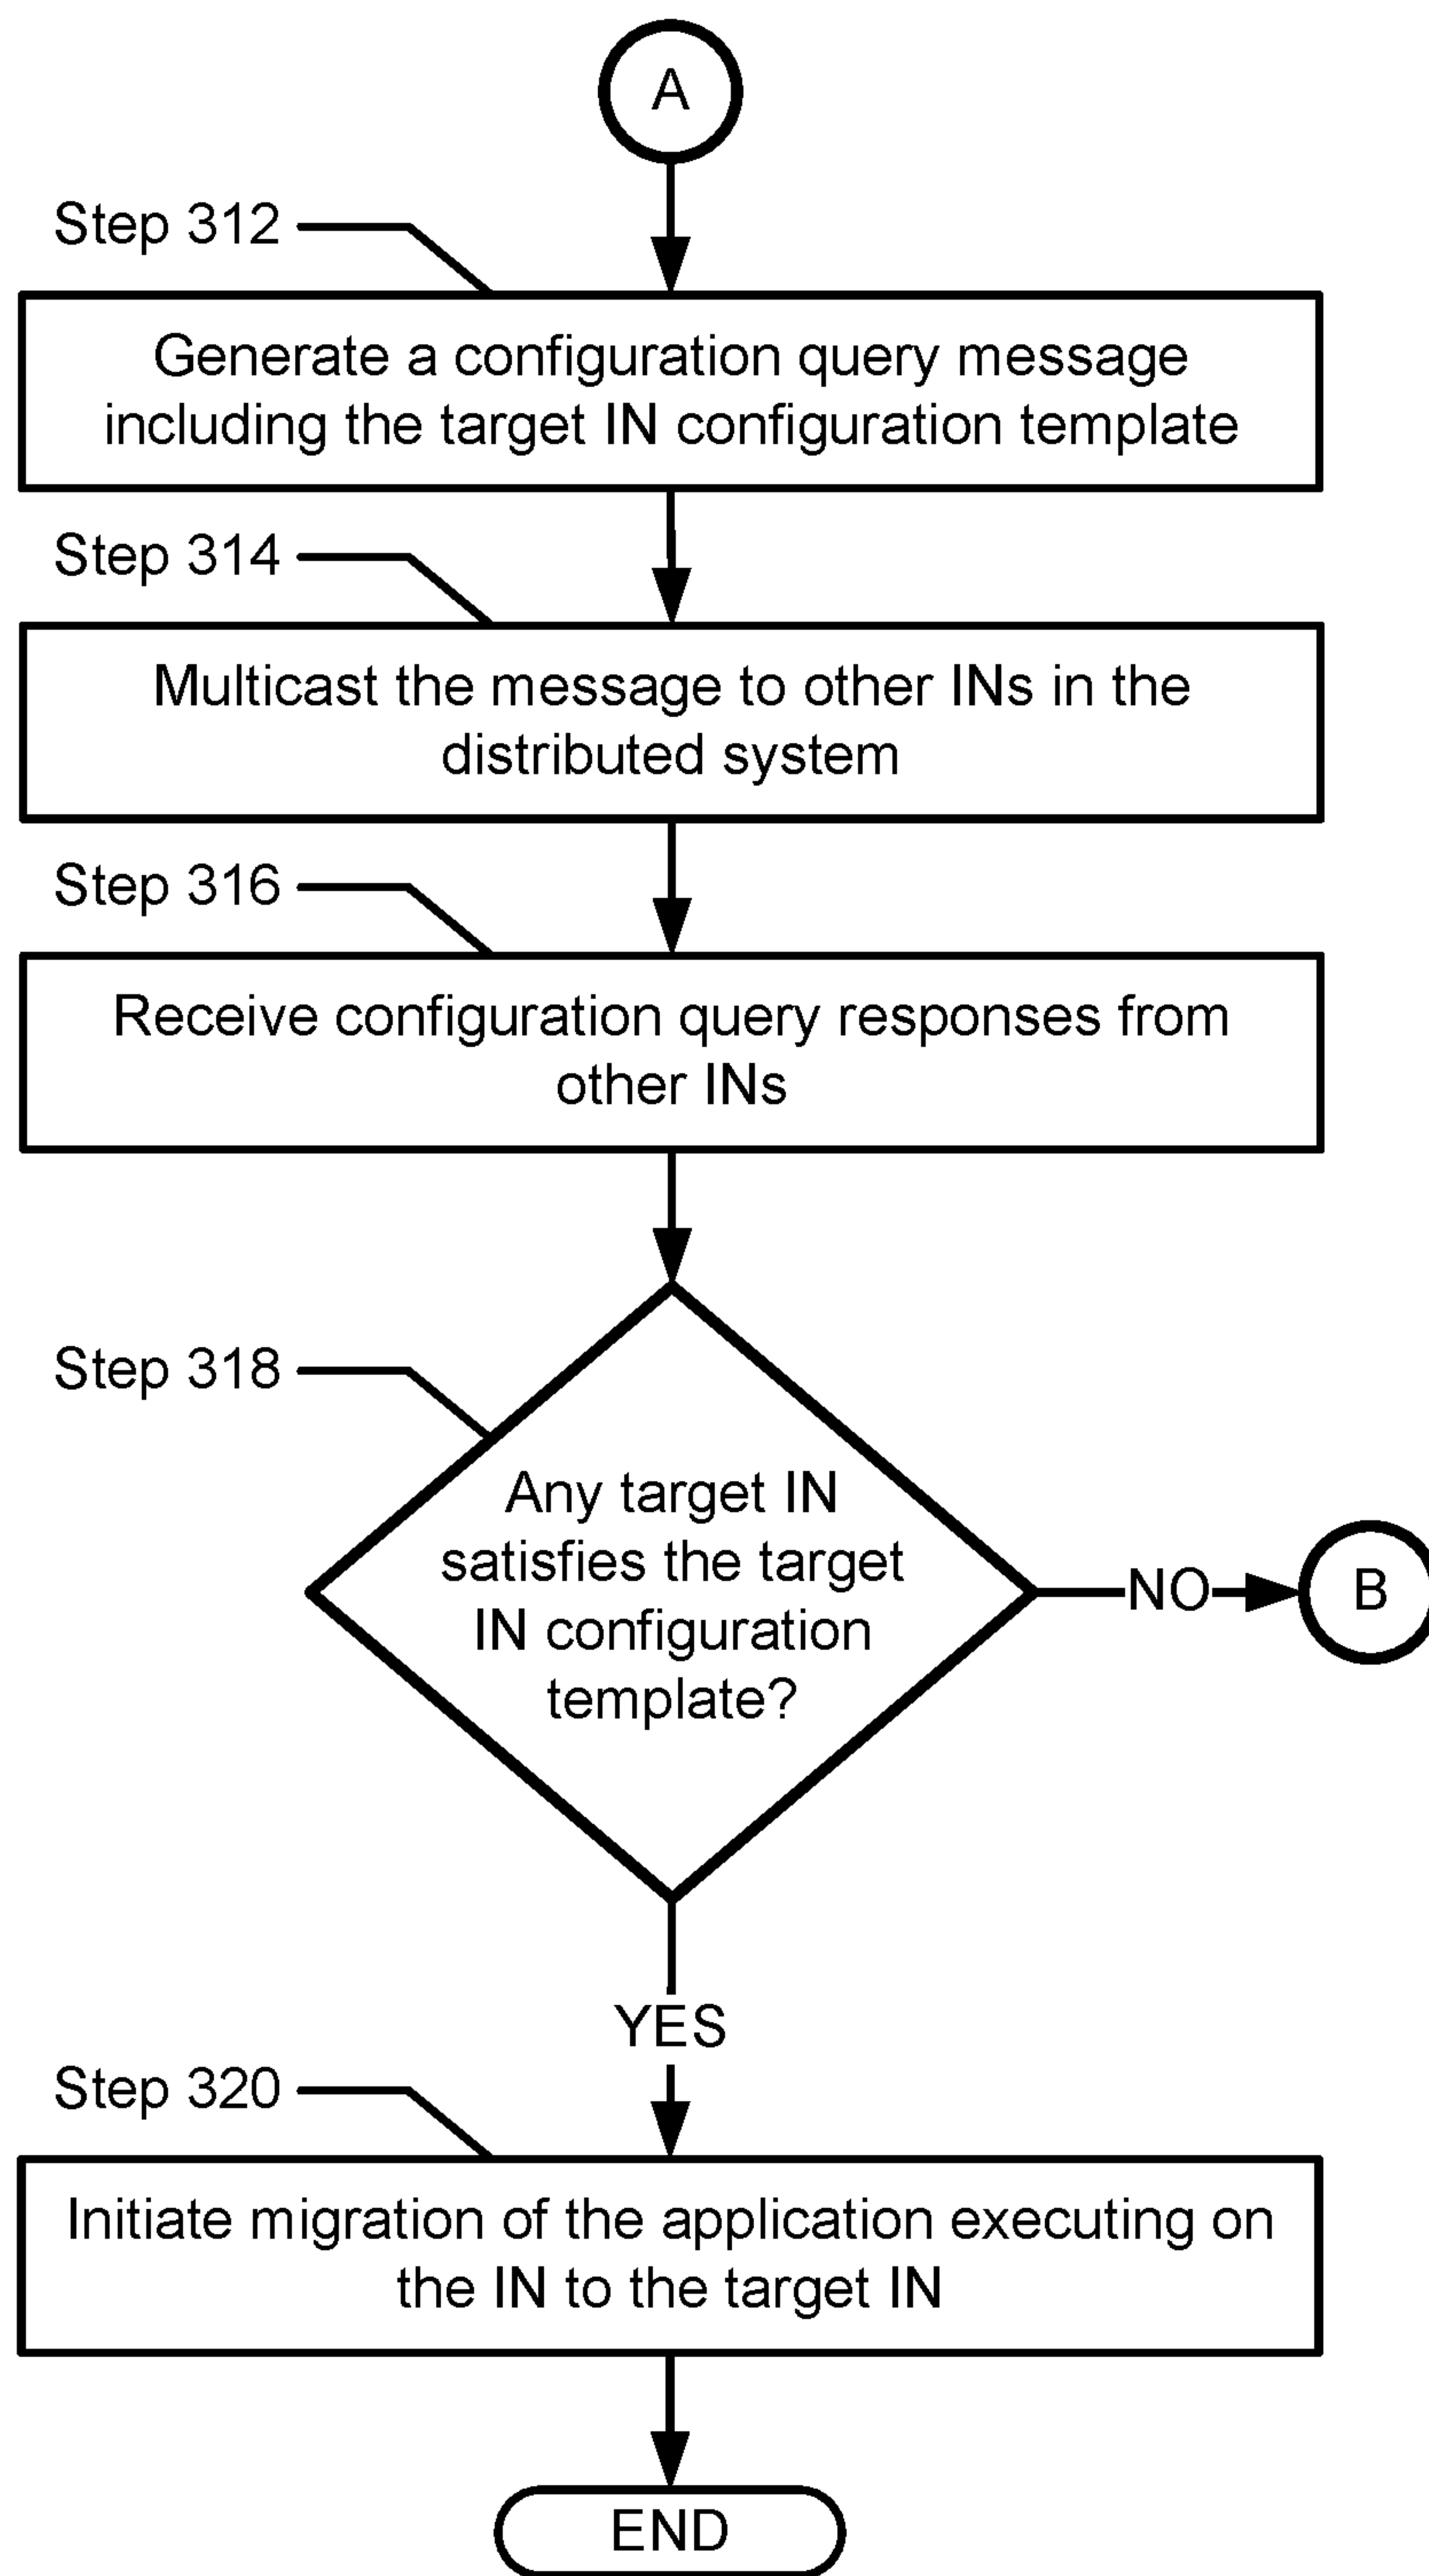 A
Step 312
Generate a configuration query message
including the target IN configuration template
Step 314
Multicast the message to other INs in the
distributed system
Step 316
Receive configuration query responses from
other INs
Step 318
Any target IN
satisfies the target
IN configuration
template?
NO
B
YES
Step 320
Initiate migration of the application executing on
the IN to the target IN
END